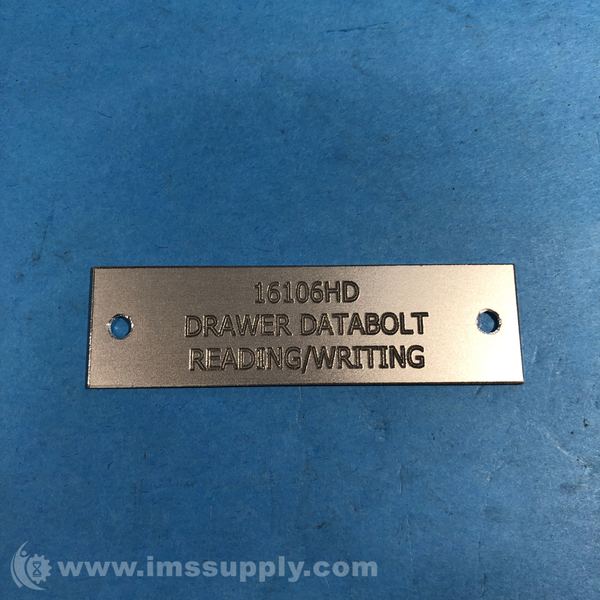 16106HD
DRAWER DATABOLT
READING/WRITING
www.imssupply.com